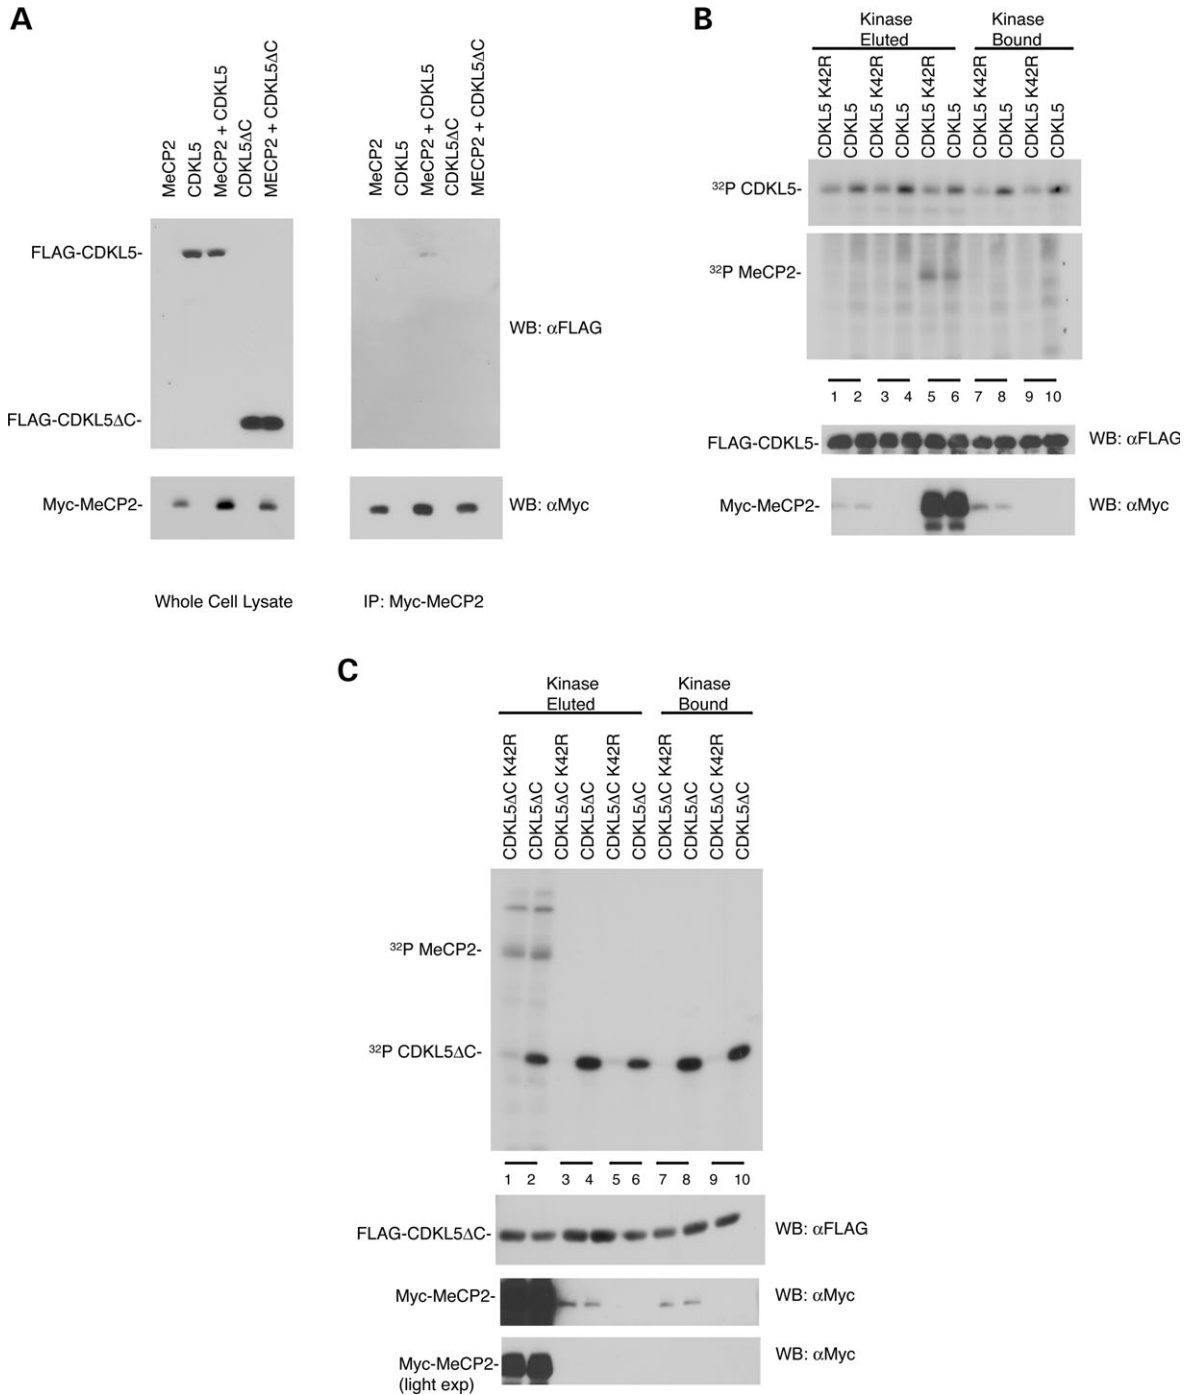 A
MeCP2
CDKL5
MeCP2 + CDKL5
CDKL5ΔC
MECP2 + CDKL5ΔC
MeCP2
CDKL5
MeCP2 + CDKL5
CDKL5ΔC
MECP2 + CDKL5ΔC
FLAG-CDKL5-
WB: αFLAG
FLAG-CDKL5ΔC-
Myc-MeCP2-
WB: αMyc
Whole Cell Lysate
IP: Myc-MeCP2
B
Kinase
Eluted
Kinase
Bound
CDKL5 K42R
CDKL5
CDKL5 K42R
CDKL5
CDKL5 K42R
CDKL5
CDKL5 K42R
CDKL5
CDKL5 K42R
CDKL5
³²P CDKL5-
³²P MeCP2-
1 2 3 4 5 6 7 8 9 10
FLAG-CDKL5-
WB: αFLAG
Myc-MeCP2-
WB: αMyc
C
Kinase
Eluted
Kinase
Bound
CDKL5ΔC K42R
CDKL5ΔC
CDKL5ΔC K42R
CDKL5ΔC
CDKL5ΔC K42R
CDKL5ΔC
CDKL5ΔC K42R
CDKL5ΔC
CDKL5ΔC K42R
CDKL5ΔC
³²P MeCP2-
³²P CDKL5ΔC-
1 2 3 4 5 6 7 8 9 10
FLAG-CDKL5ΔC-
WB: αFLAG
Myc-MeCP2-
WB: αMyc
Myc-MeCP2-
(light exp)
WB: αMyc